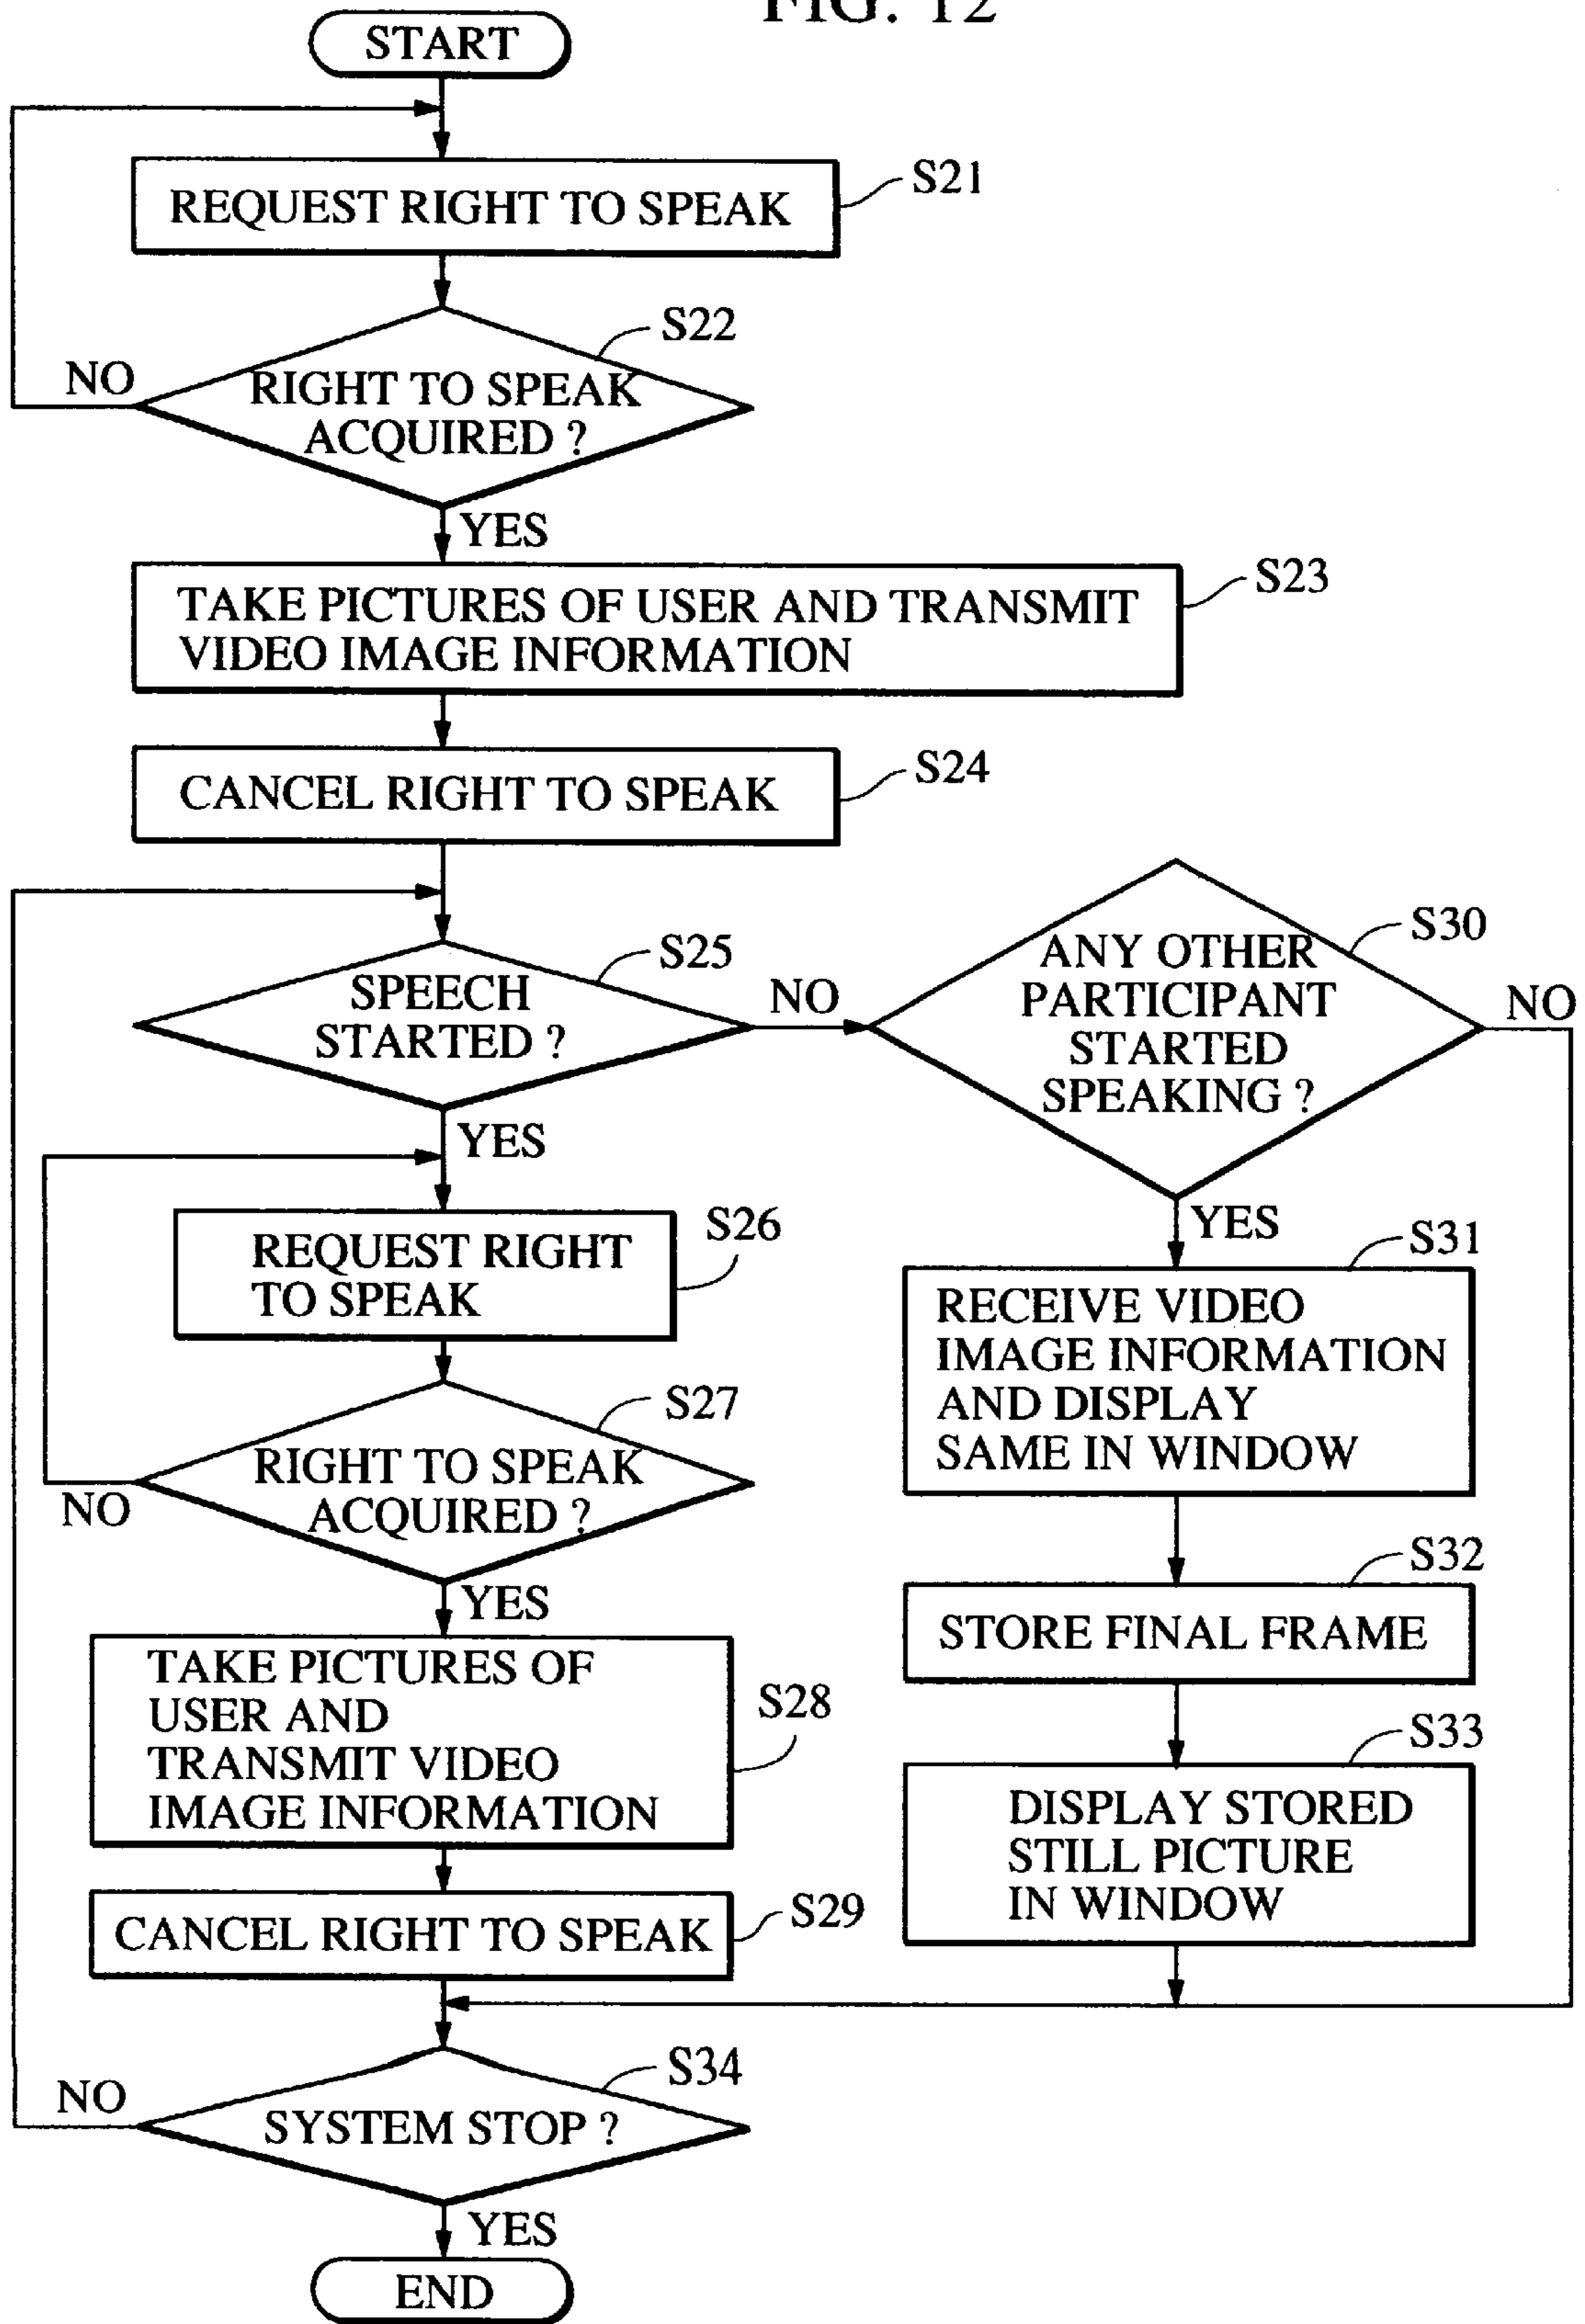 FIG. 12
START
REQUEST RIGHT TO SPEAK
S21
S22
RIGHT TO SPEAK
ACQUIRED ?
NO
YES
S23
TAKE PICTURES OF USER AND TRANSMIT
VIDEO IMAGE INFORMATION
S24
CANCEL RIGHT TO SPEAK
S25
SPEECH
STARTED ?
NO
YES
S30
ANY OTHER
PARTICIPANT
STARTED
SPEAKING ?
NO
YES
S26
REQUEST RIGHT
TO SPEAK
S27
RIGHT TO SPEAK
ACQUIRED ?
NO
YES
S28
TAKE PICTURES OF
USER AND
TRANSMIT VIDEO
IMAGE INFORMATION
S29
CANCEL RIGHT TO SPEAK
S31
RECEIVE VIDEO
IMAGE INFORMATION
AND DISPLAY
SAME IN WINDOW
S32
STORE FINAL FRAME
S33
DISPLAY STORED
STILL PICTURE
IN WINDOW
S34
SYSTEM STOP ?
NO
YES
END